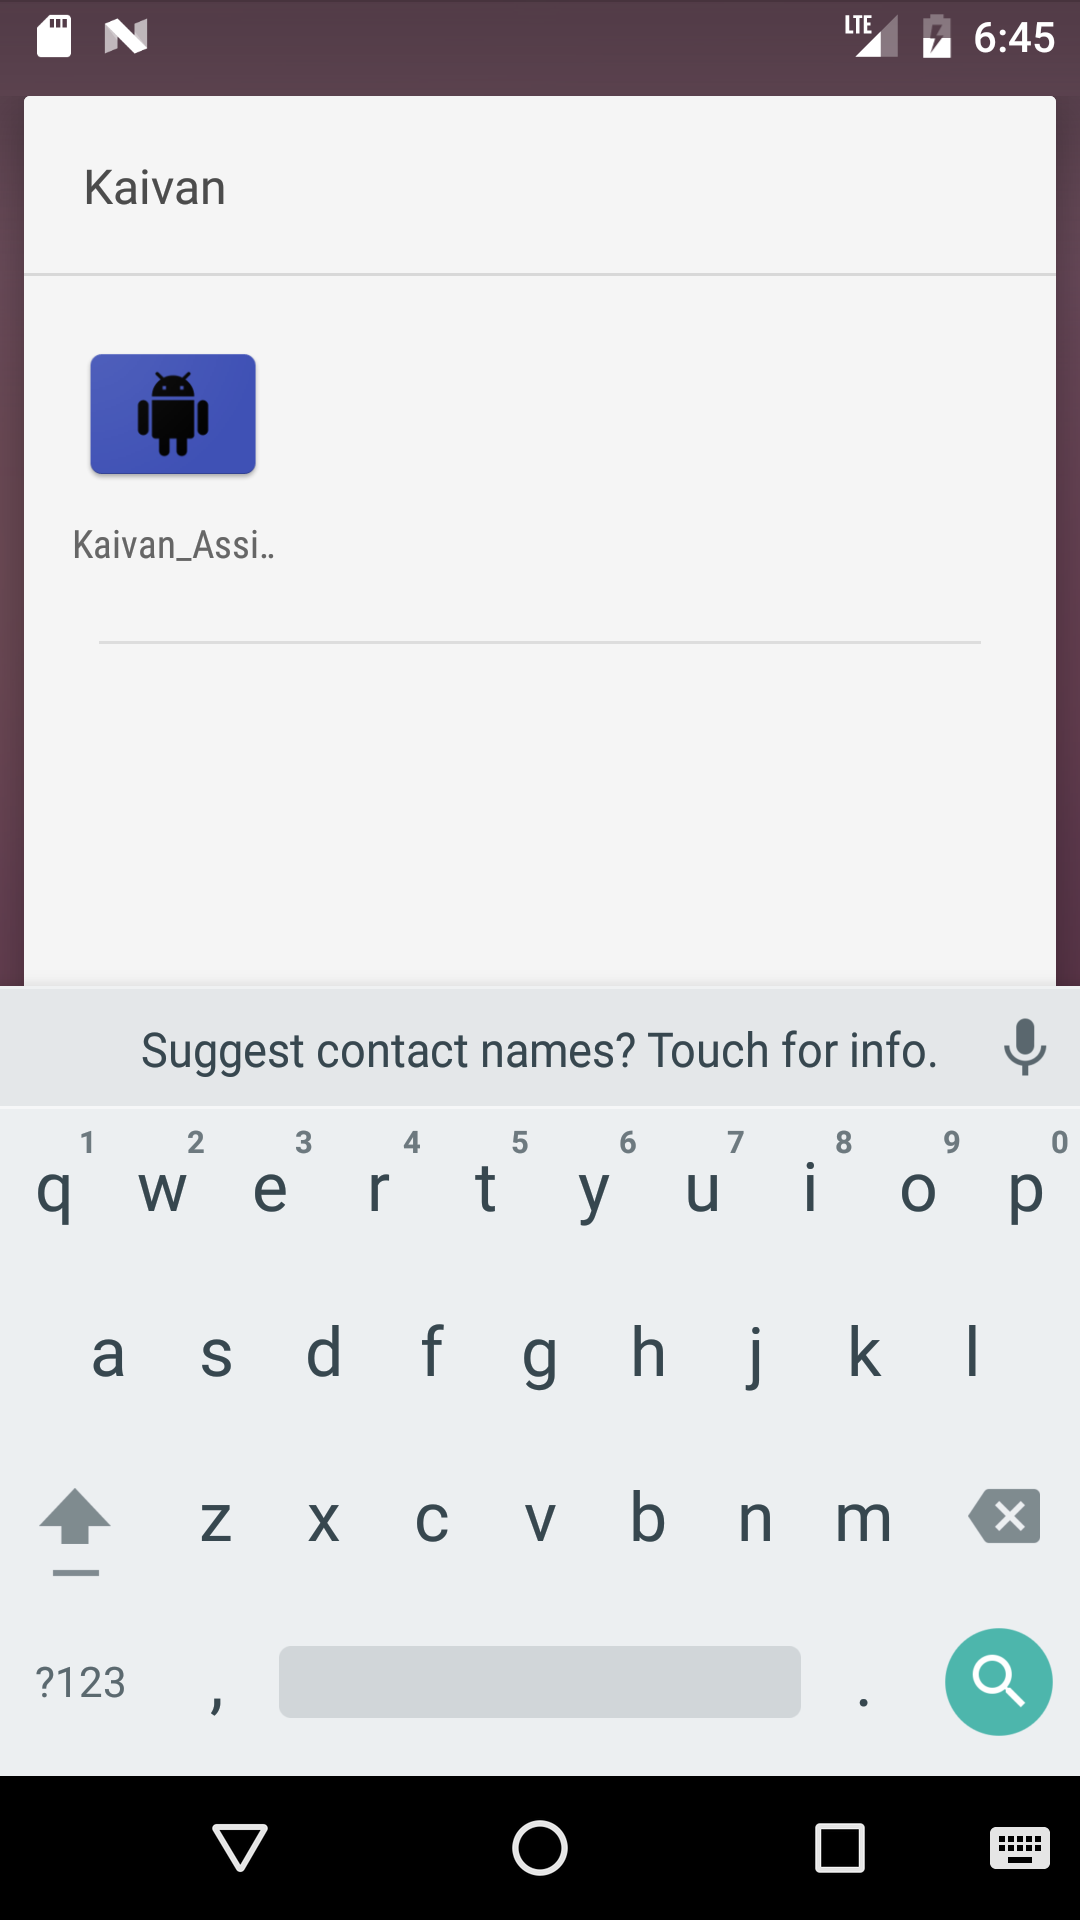 LTE 6:45
Kaivan
Kaivan_Assi..
Suggest contact names? Touch for info.
1 2 3 4 5 6 7 8 9 0
q w e r t y u i o p
a s d f g h j k l
z x c v b n m
?123 , .